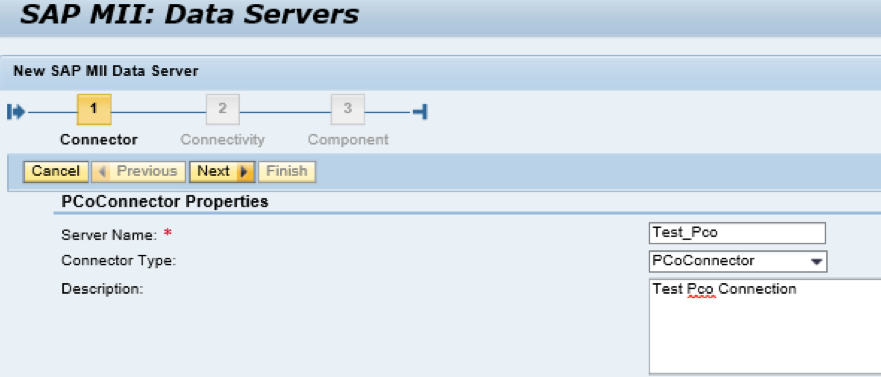 SAP MII: Data Servers
New SAP MII Data Server
1 2 3
Connector Connectivity Component
Cancel Previous Next Finish
PCoConnector Properties
Server Name: * Test_Pco
Connector Type: PCoConnector
Description: Test Pco Connection